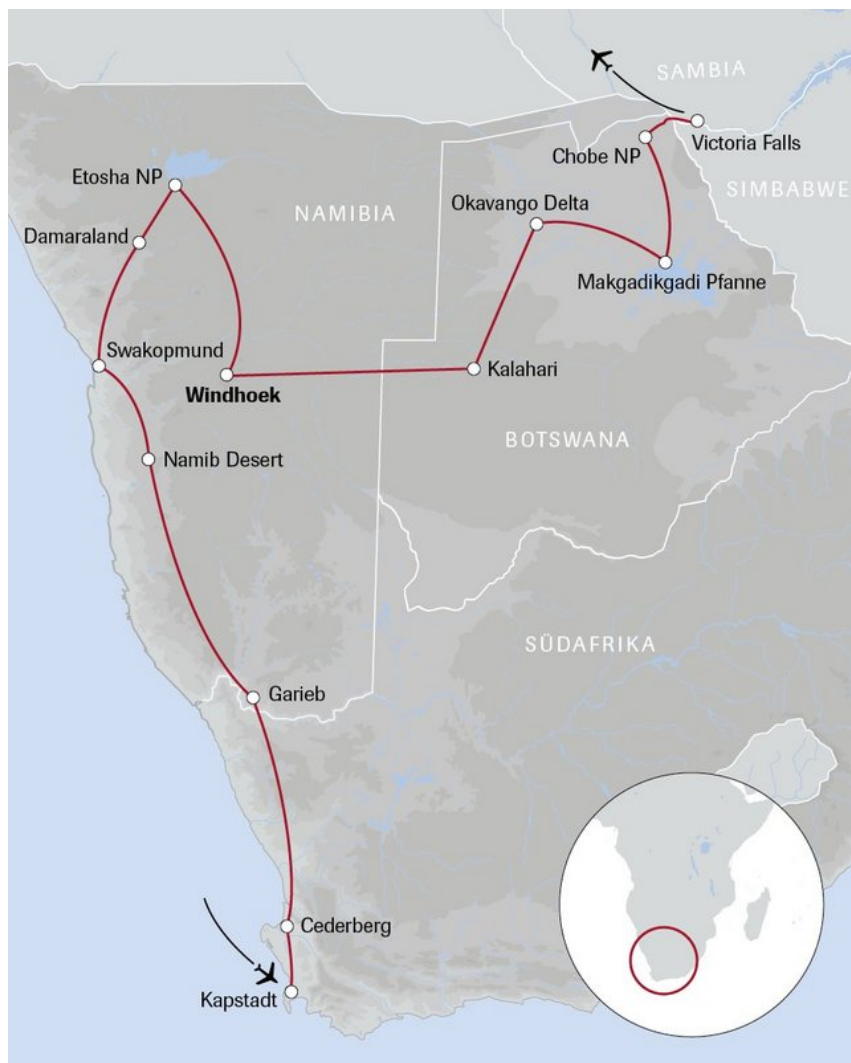 SAMBIA
Victoria Falls
Chobe NP
Etosha NP
SIMBABWE
NAMIBIA
Okavango Delta
Damaraland
Makgadikgadi Pfanne
Swakopmund
Kalahari
Windhoek
BOTSWANA
Namib Desert
SÜDAFRIKA
Garieb
Cederberg
Kapstadt